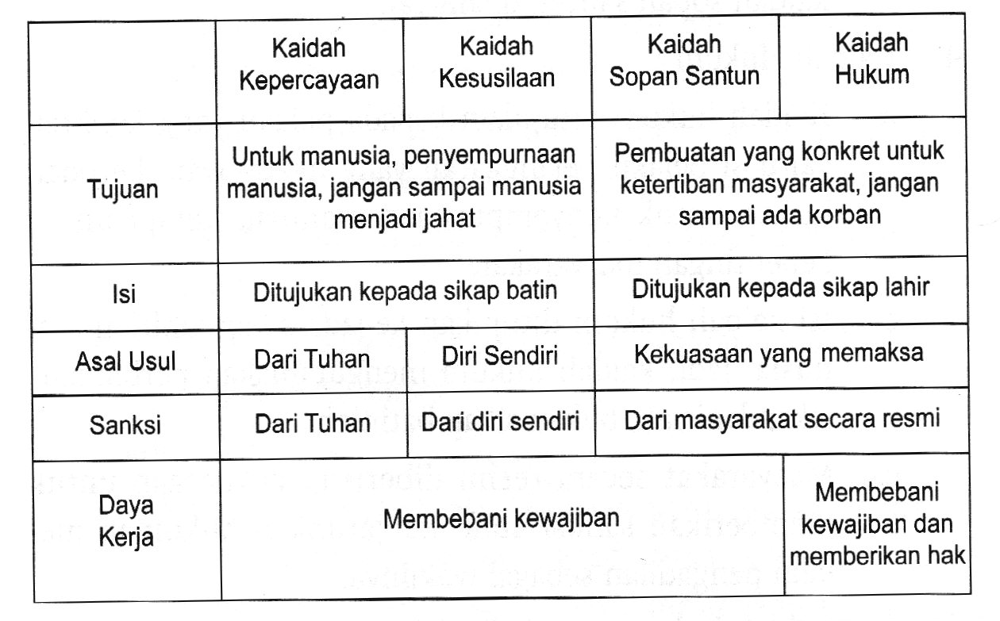 Kaidah
Kepercayaan
Kaidah
Kesusilaan
Kaidah
Sopan Santun
Kaidah
Hukum
Tujuan
Untuk manusia, penyempurnaan
manusia, jangan sampai manusia
menjadi jahat
Pembuatan yang konkret untuk
ketertiban masyarakat, jangan
sampai ada korban
Isi
Ditujukan kepada sikap batin
Ditujukan kepada sikap lahir
Asal Usul
Dari Tuhan
Diri Sendiri
Kekuasaan yang memaksa
Sanksi
Dari Tuhan
Dari diri sendiri
Dari masyarakat secara resmi
Daya
Kerja
Membebani kewajiban
Membebani
kewajiban dan
memberikan hak